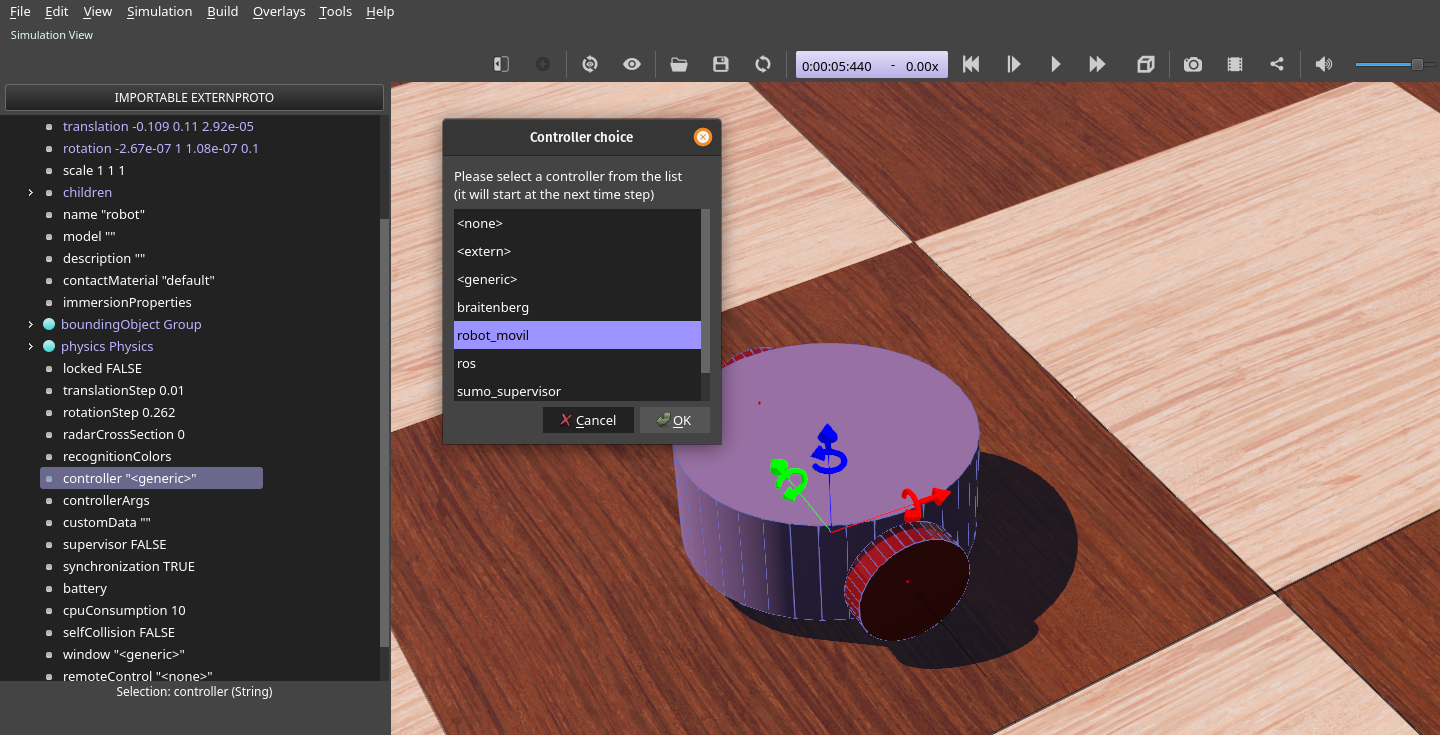 File Edit View Simulation Build Overlays Tools Help
Simulation View
0:00:05:440 - 0.00x
IMPORTABLE EXTERNPROTO
translation -0.109 0.11 2.92e-05
rotation -2.67e-07 1 1.08e-07 0.1
scale 1 1 1
children
name "robot"
model ""
description ""
contactMaterial "default"
immersionProperties
boundingObject Group
physics Physics
locked FALSE
translationStep 0.01
rotationStep 0.262
radarCrossSection 0
recognitionColors
controller "<generic>"
controllerArgs
customData ""
supervisor FALSE
synchronization TRUE
battery
cpuConsumption 10
selfCollision FALSE
window "<generic>"
remoteControl "<none>"
Selection: controller (String)
Controller choice
Please select a controller from the list
(it will start at the next time step)
<none>
<extern>
<generic>
braitenberg
robot_movil
ros
sumo_supervisor
Cancel OK